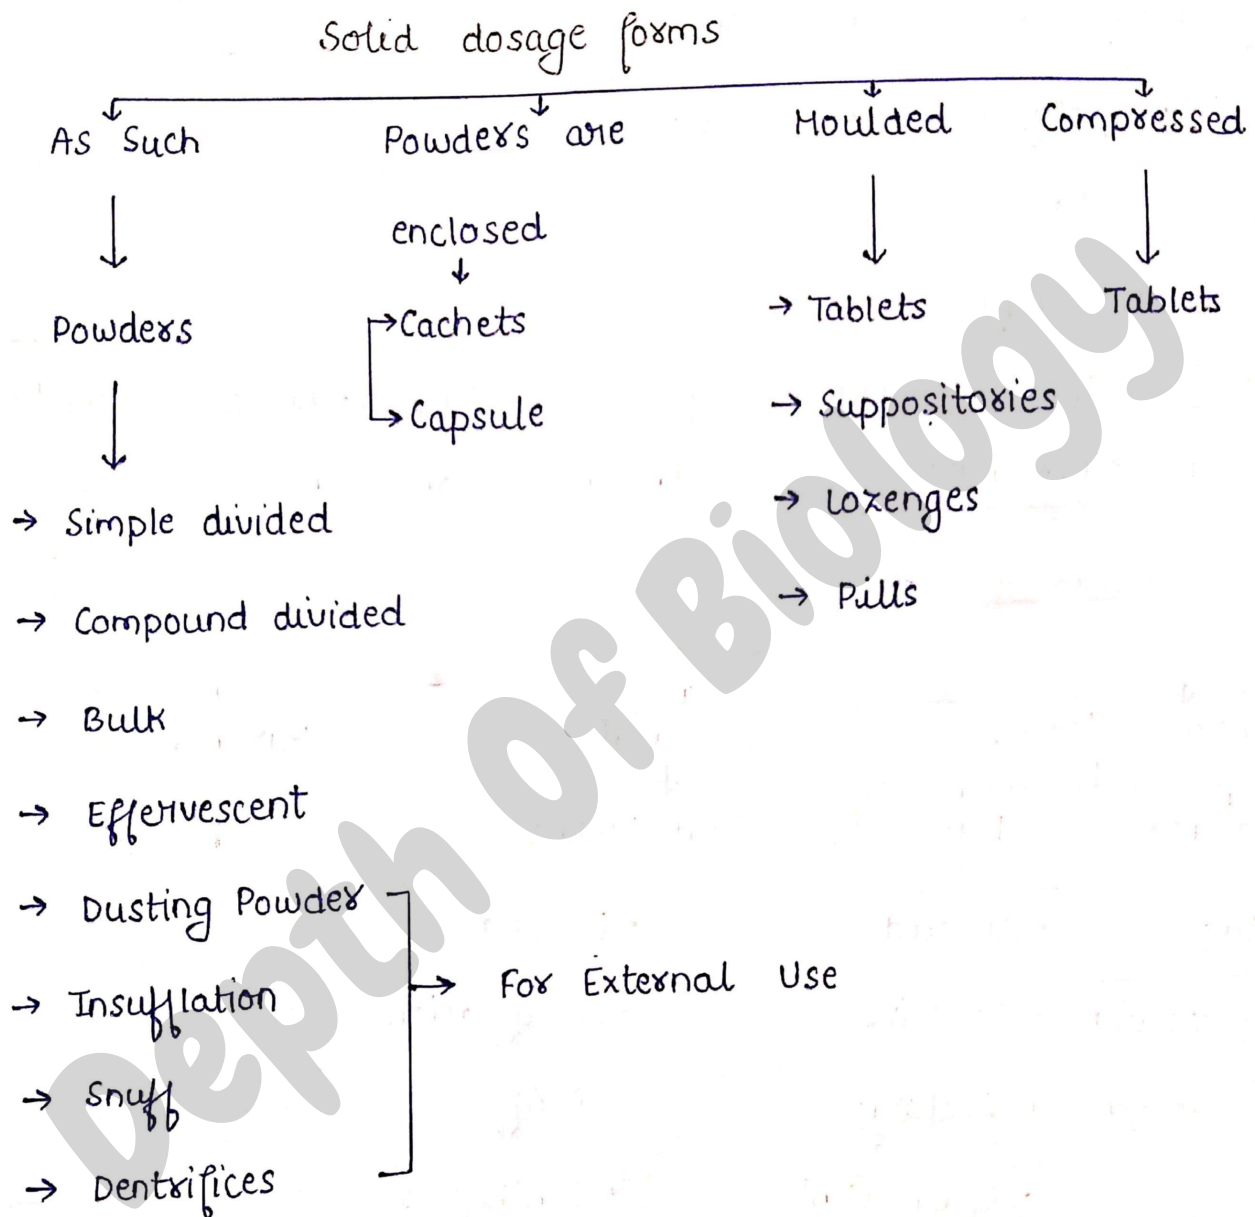 Solid dosage forms
As Such
Powders are
Moulded
Compressed
enclosed
Powders
→ Cachets
→ Capsule
→ Tablets
→ Suppositories
→ Lozenges
→ Pills
Tablets
→ Simple divided
→ Compound divided
→ Bulk
→ Effervescent
→ Dusting Powder
→ Insufflation
→ Snuff
→ Dentrifices
→ For External Use
Depth Of Biology